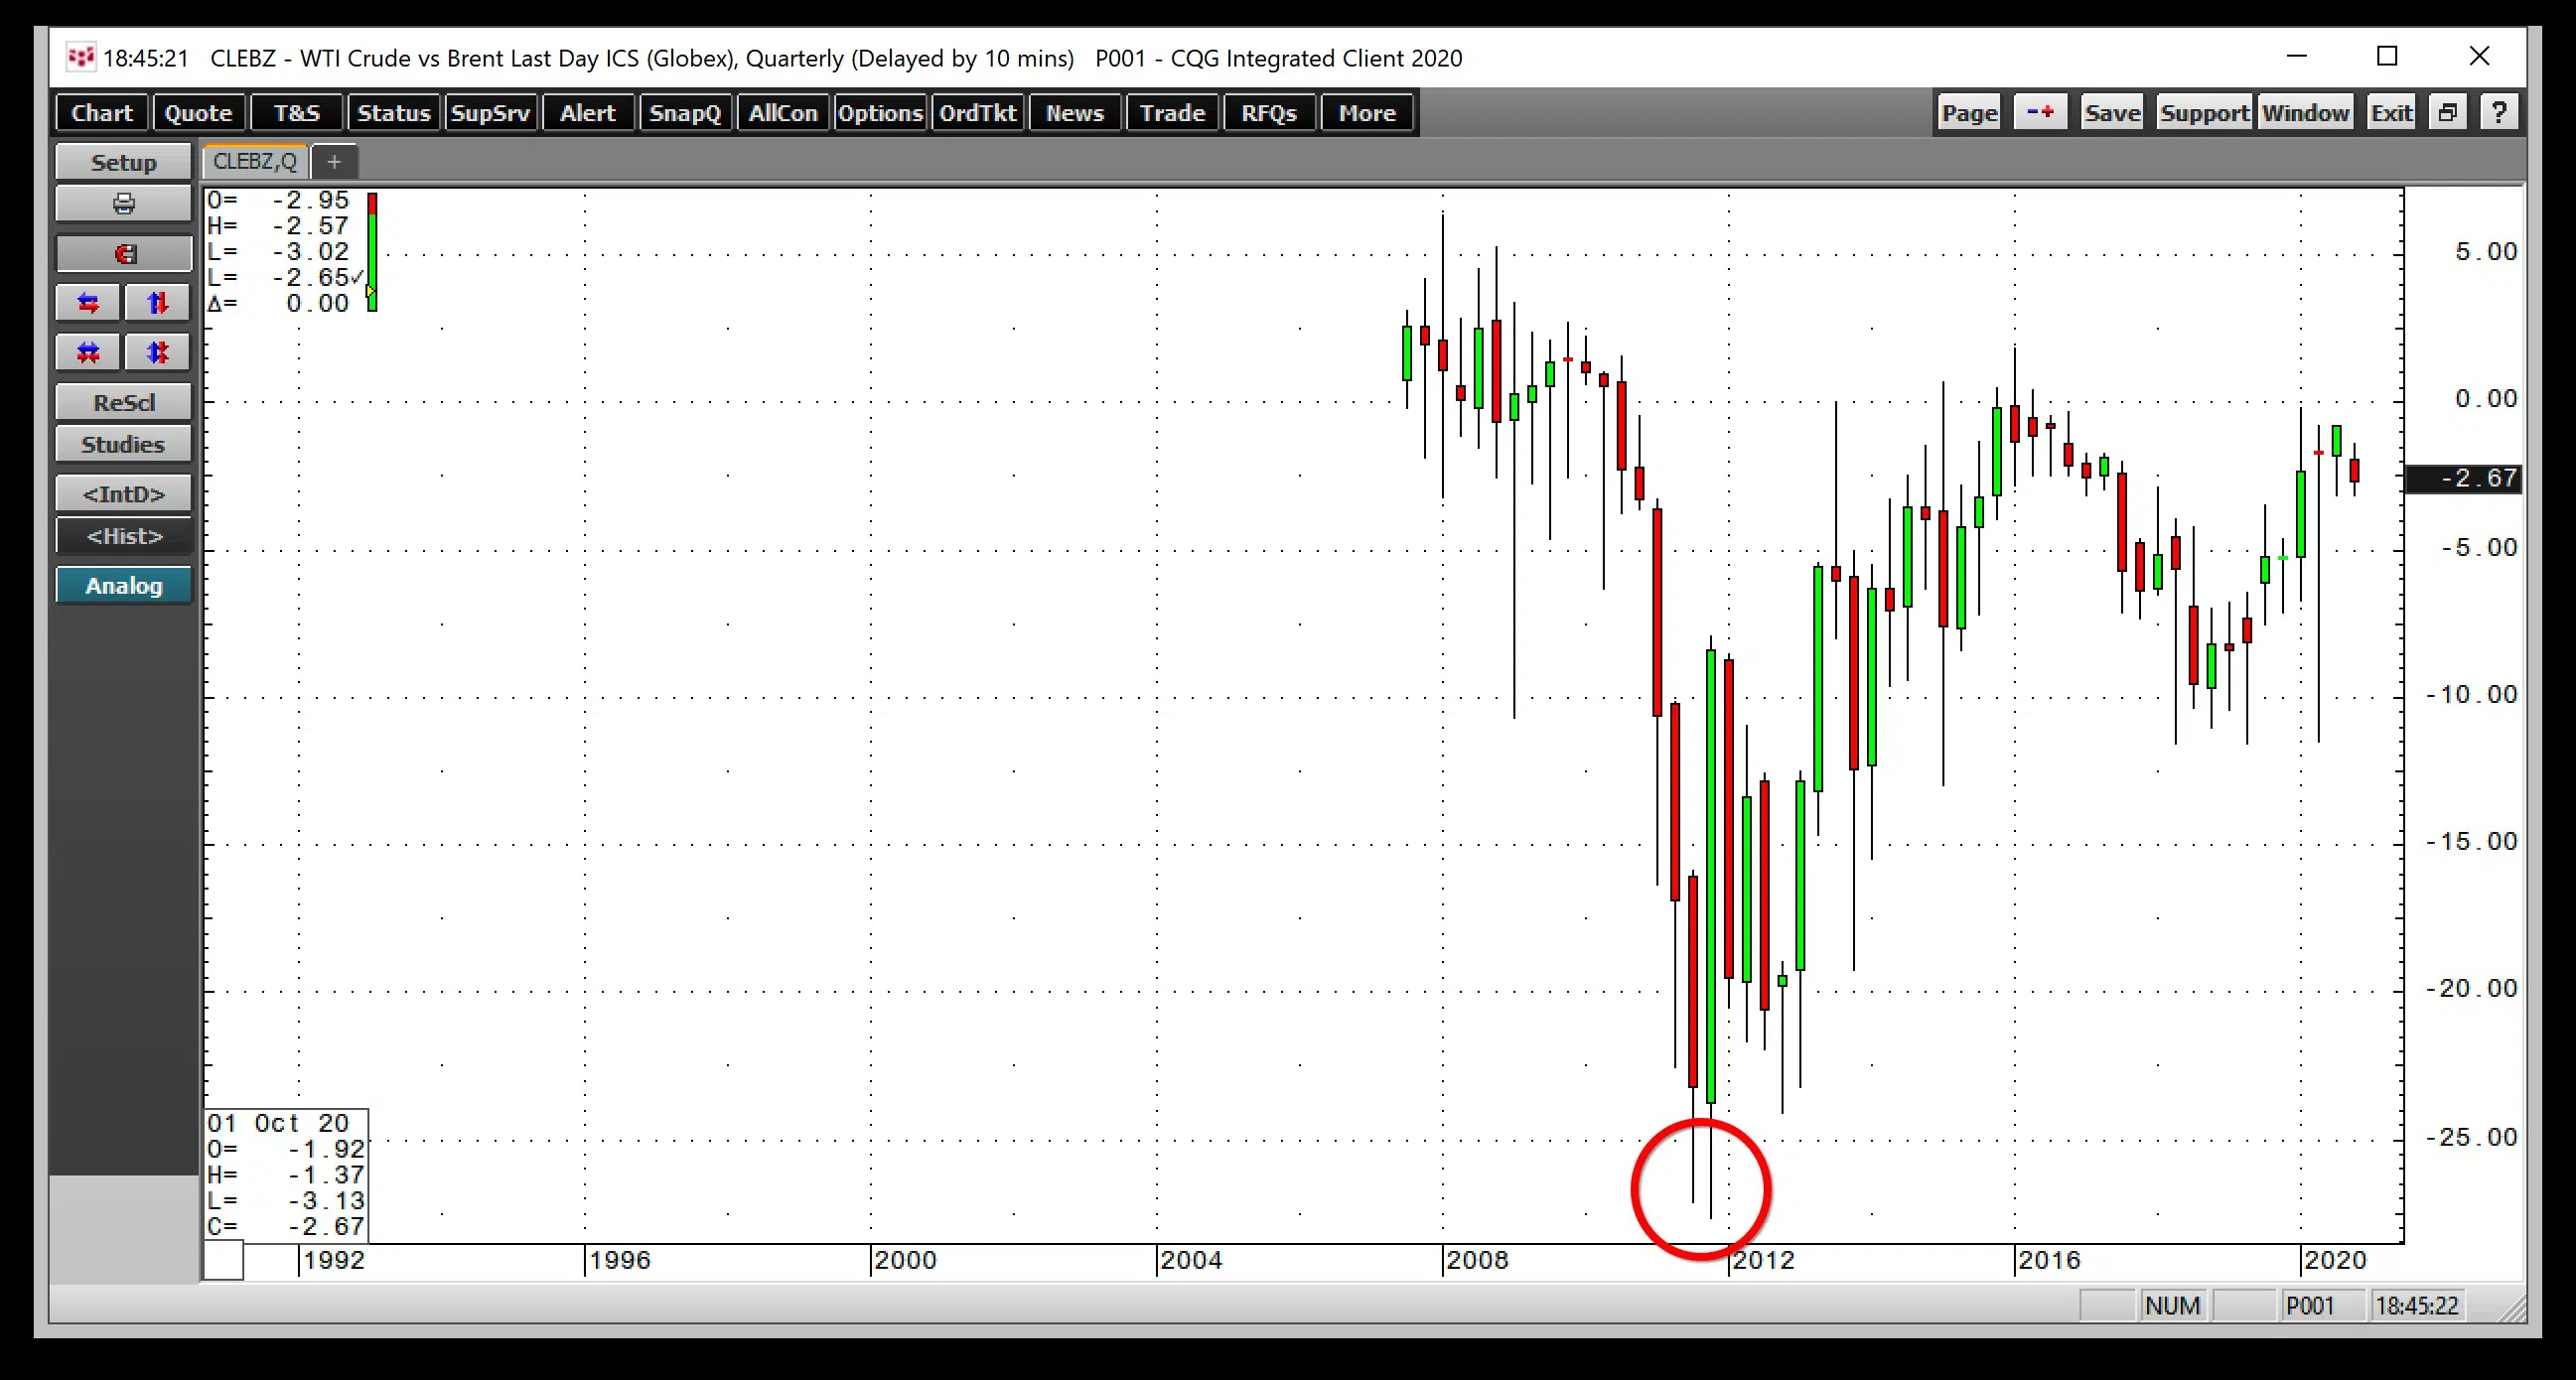 18:45:21 CLEBZ - WTI Crude vs Brent Last Day ICS (Globex), Quarterly (Delayed by 10 mins) P001 - CQG Integrated Client 2020
Chart Quote T&S Status SupSrv Alert SnapQ AllCon Options OrdTkt News Trade RFQs More Page -+ Save Support Window Exit ?
Setup
CLEBZ,Q +
O= -2.95
H= -2.57
L= -3.02
L= -2.65✓
Δ= 0.00
ReScl
Studies
<IntD>
<Hist>
Analog
5.00
0.00
-2.67
-5.00
-10.00
-15.00
-20.00
-25.00
01 Oct 20
O= -1.92
H= -1.37
L= -3.13
C= -2.67
1992 1996 2000 2004 2008 2012 2016 2020
NUM P001 18:45:22